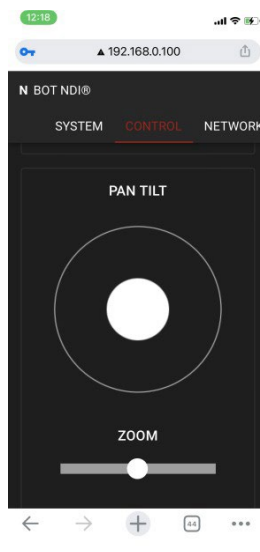 12:18
192.168.0.100
N BOT NDI®
SYSTEM CONTROL NETWORK
PAN TILT
ZOOM
44